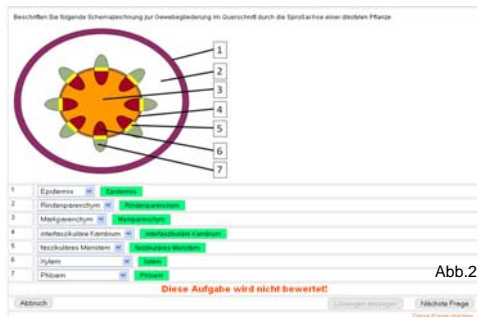 Beschriften Sie folgende Schemazeichnung zur Gewebegliederung im Querschnitt durch die Sproßachse einer dikotylen Pflanze
1
2
3
4
5
6
7
1 Epidermis Epidermis
2 Rindenparenchym Rindenparenchym
3 Markparenchym Markparenchym
4 interfaszikuläres Kambium interfaszikuläres Kambium
5 faszikuläres Meristem faszikuläres Meristem
6 Xylem Xylem
7 Phloem Phloem
Abb.2
Diese Aufgabe wird nicht bewertet!
Abbruch Lösungen anzeigen Nächste Frage